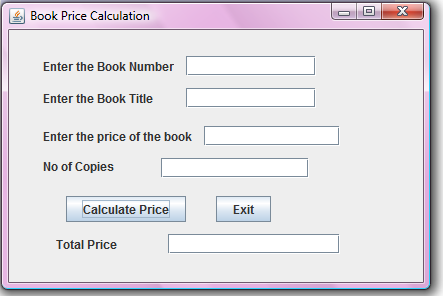 Book Price Calculation
Enter the Book Number
Enter the Book Title
Enter the price of the book
No of Copies
Calculate Price Exit
Total Price